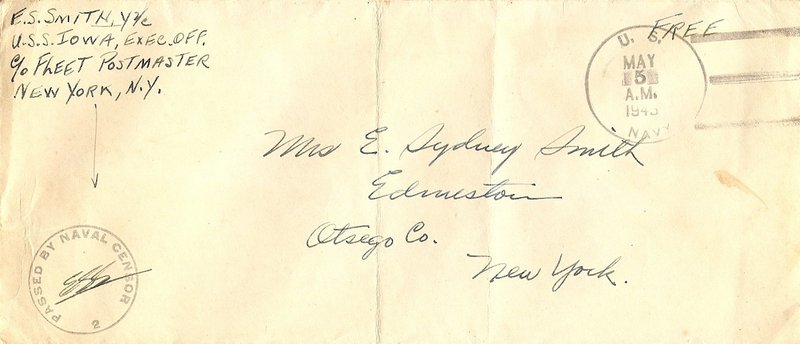 E.S. SMITH, Y2/c
U.S.S. IOWA, EXEC. OFF.
c/o FLEET POSTMASTER
NEW YORK, N.Y.
FREE
U. S.
MAY
5
A.M.
1943
NAVY
Mrs E. Sydney Smith
Edmeston
Otsego Co.
New York.
PASSED BY NAVAL CENSOR
2